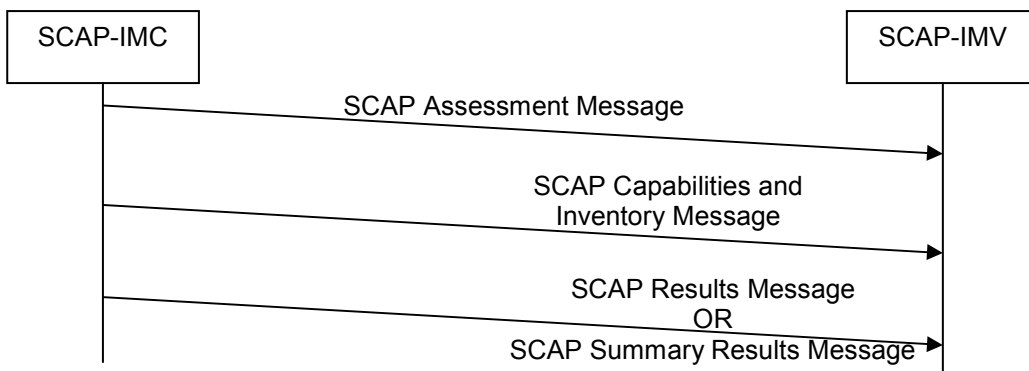 SCAP-IMC
SCAP-IMV
SCAP Assessment Message
SCAP Capabilities and
Inventory Message
SCAP Results Message
OR
SCAP Summary Results Message